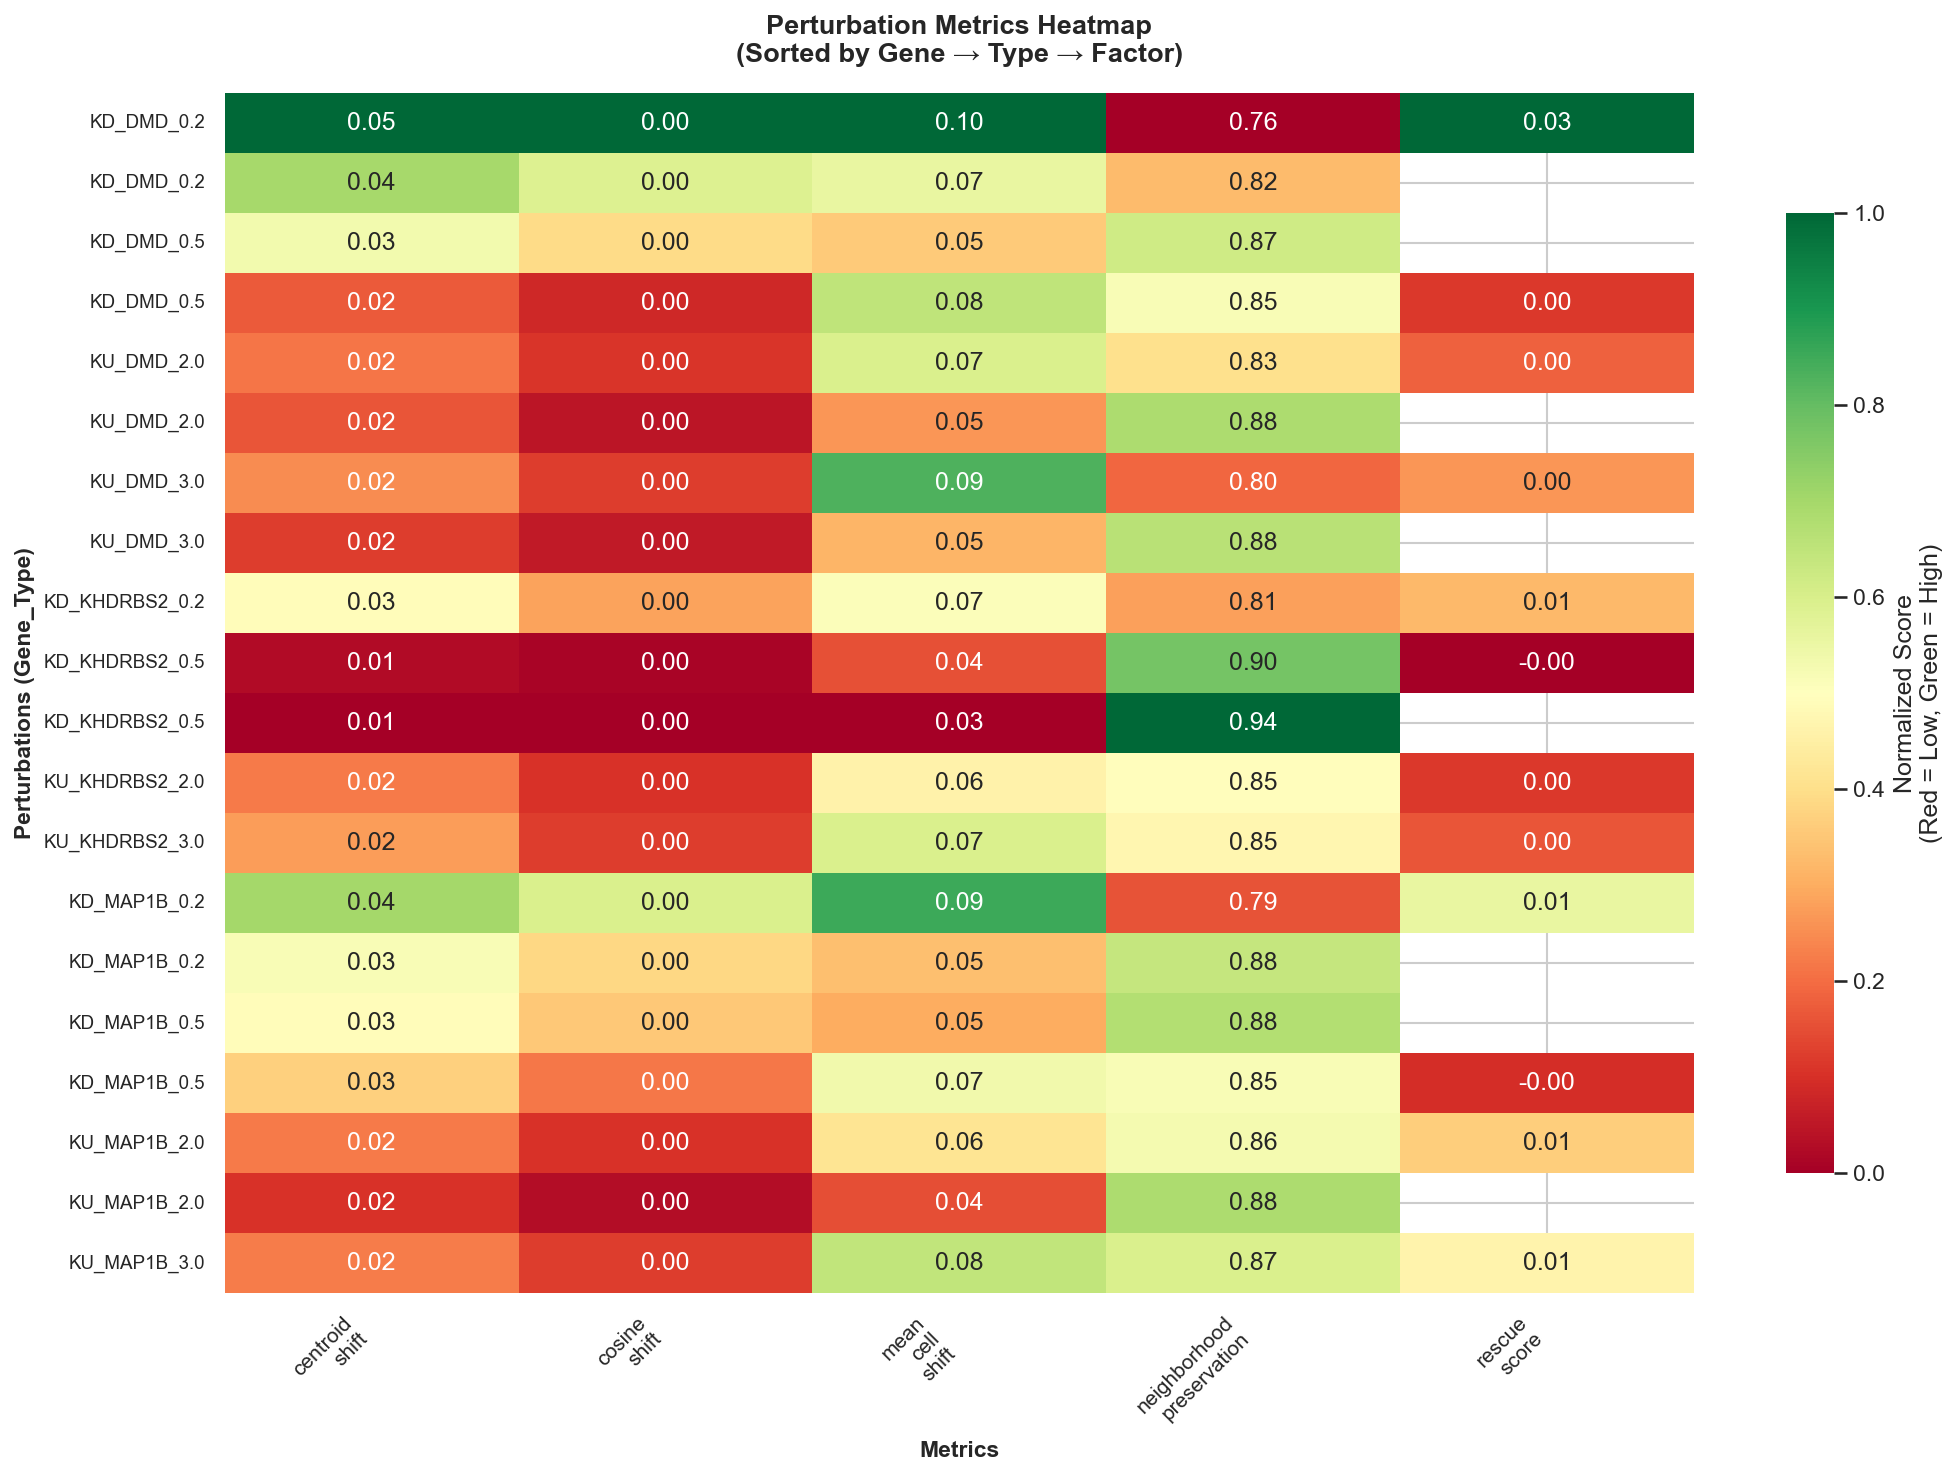 Perturbation Metrics Heatmap
(Sorted by Gene → Type → Factor)
Perturbations (Gene_Type)
KD_DMD_0.2 0.05 0.00 0.10 0.76 0.03
KD_DMD_0.2 0.04 0.00 0.07 0.82
KD_DMD_0.5 0.03 0.00 0.05 0.87
KD_DMD_0.5 0.02 0.00 0.08 0.85 0.00
KU_DMD_2.0 0.02 0.00 0.07 0.83 0.00
KU_DMD_2.0 0.02 0.00 0.05 0.88
KU_DMD_3.0 0.02 0.00 0.09 0.80 0.00
KU_DMD_3.0 0.02 0.00 0.05 0.88
KD_KHDRBS2_0.2 0.03 0.00 0.07 0.81 0.01
KD_KHDRBS2_0.5 0.01 0.00 0.04 0.90 -0.00
KD_KHDRBS2_0.5 0.01 0.00 0.03 0.94
KU_KHDRBS2_2.0 0.02 0.00 0.06 0.85 0.00
KU_KHDRBS2_3.0 0.02 0.00 0.07 0.85 0.00
KD_MAP1B_0.2 0.04 0.00 0.09 0.79 0.01
KD_MAP1B_0.2 0.03 0.00 0.05 0.88
KD_MAP1B_0.5 0.03 0.00 0.05 0.88
KD_MAP1B_0.5 0.03 0.00 0.07 0.85 -0.00
KU_MAP1B_2.0 0.02 0.00 0.06 0.86 0.01
KU_MAP1B_2.0 0.02 0.00 0.04 0.88
KU_MAP1B_3.0 0.02 0.00 0.08 0.87 0.01
centroid
shift
cosine
shift
mean
cell
shift
neighborhood
preservation
rescue
score
Metrics
1.0
0.8
0.6
0.4
0.2
0.0
Normalized Score
(Red = Low, Green = High)